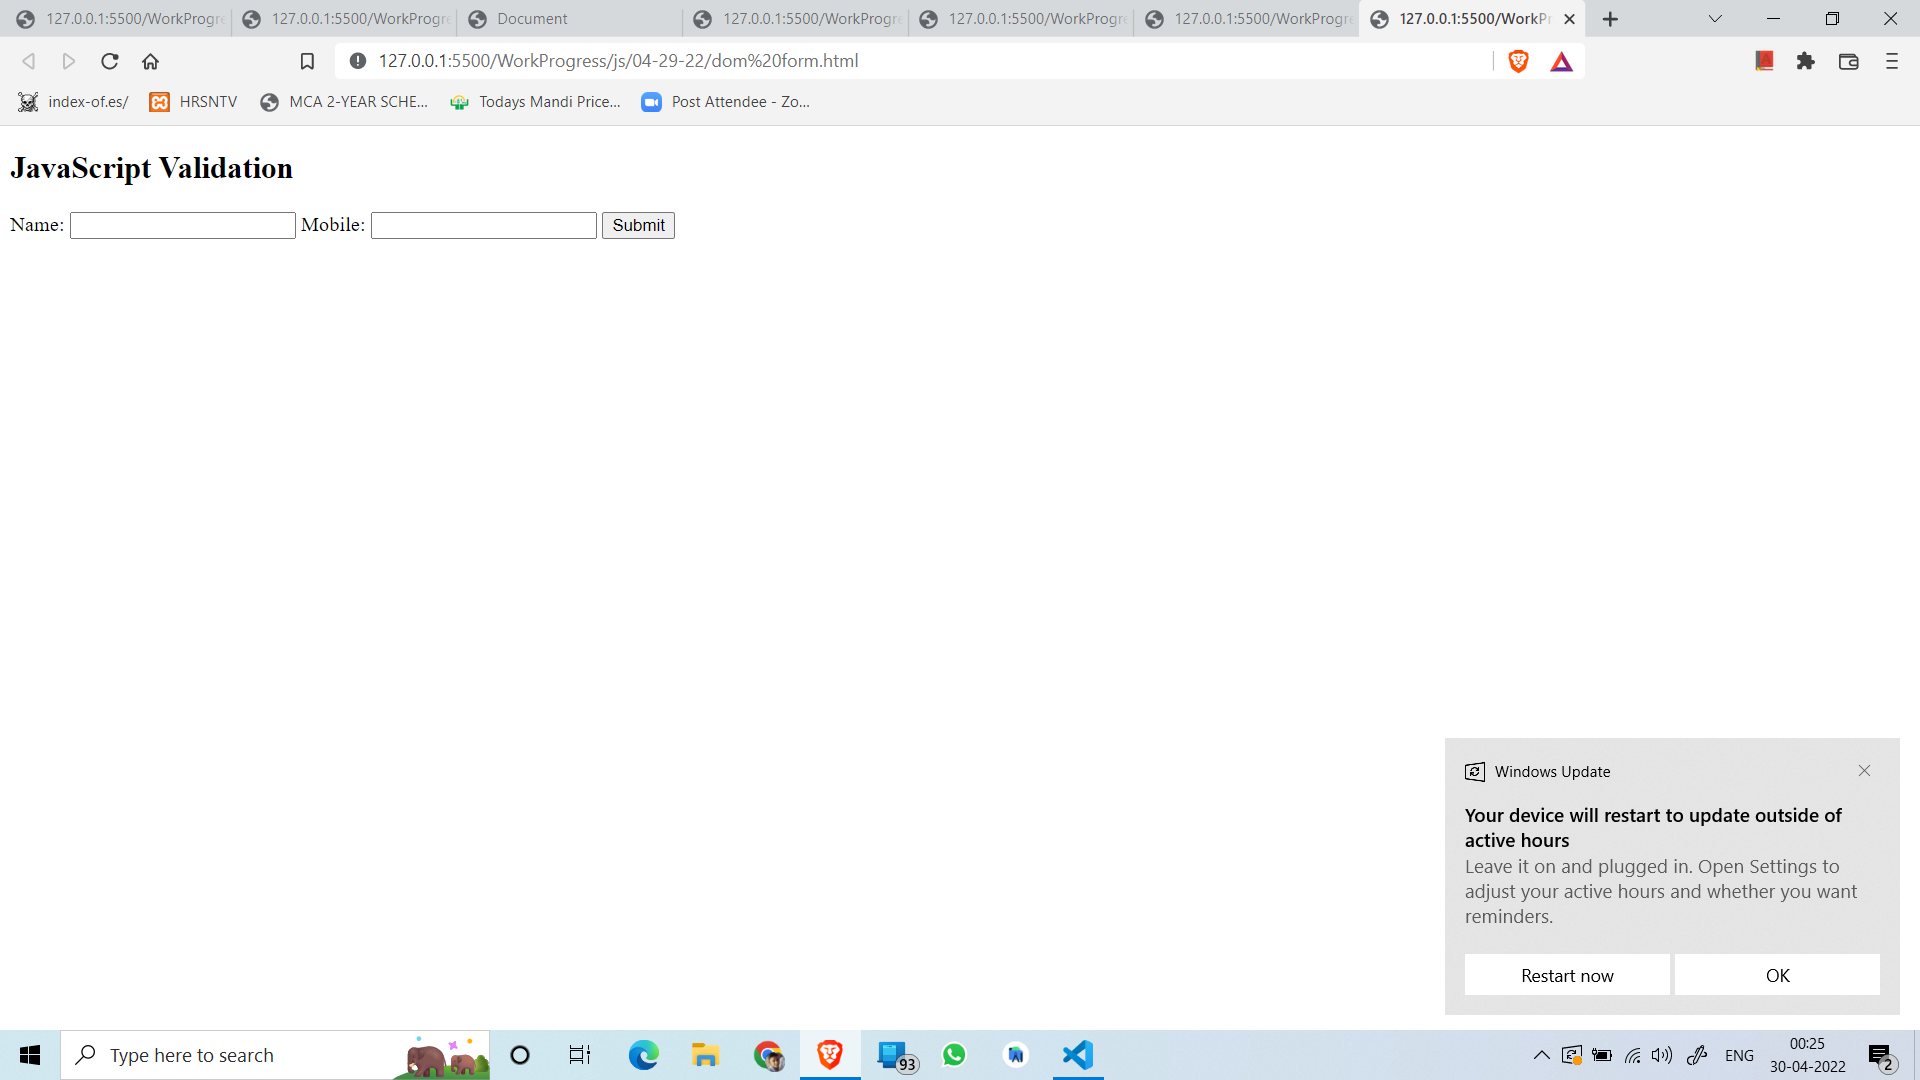 127.0.0.1:5500/WorkProgre
127.0.0.1:5500/WorkProgre
Document
127.0.0.1:5500/WorkProgre
127.0.0.1:5500/WorkProgre
127.0.0.1:5500/WorkProgre
127.0.0.1:5500/WorkPr
127.0.0.1:5500/WorkProgress/js/04-29-22/dom%20form.html
index-of.es/
HRSNTV
MCA 2-YEAR SCHE...
Todays Mandi Price...
Post Attendee - Zo...
JavaScript Validation
Name: Mobile: Submit
Windows Update
Your device will restart to update outside of
active hours
Leave it on and plugged in. Open Settings to
adjust your active hours and whether you want
reminders.
Restart now
OK
Type here to search
93
ENG
00:25
30-04-2022
2